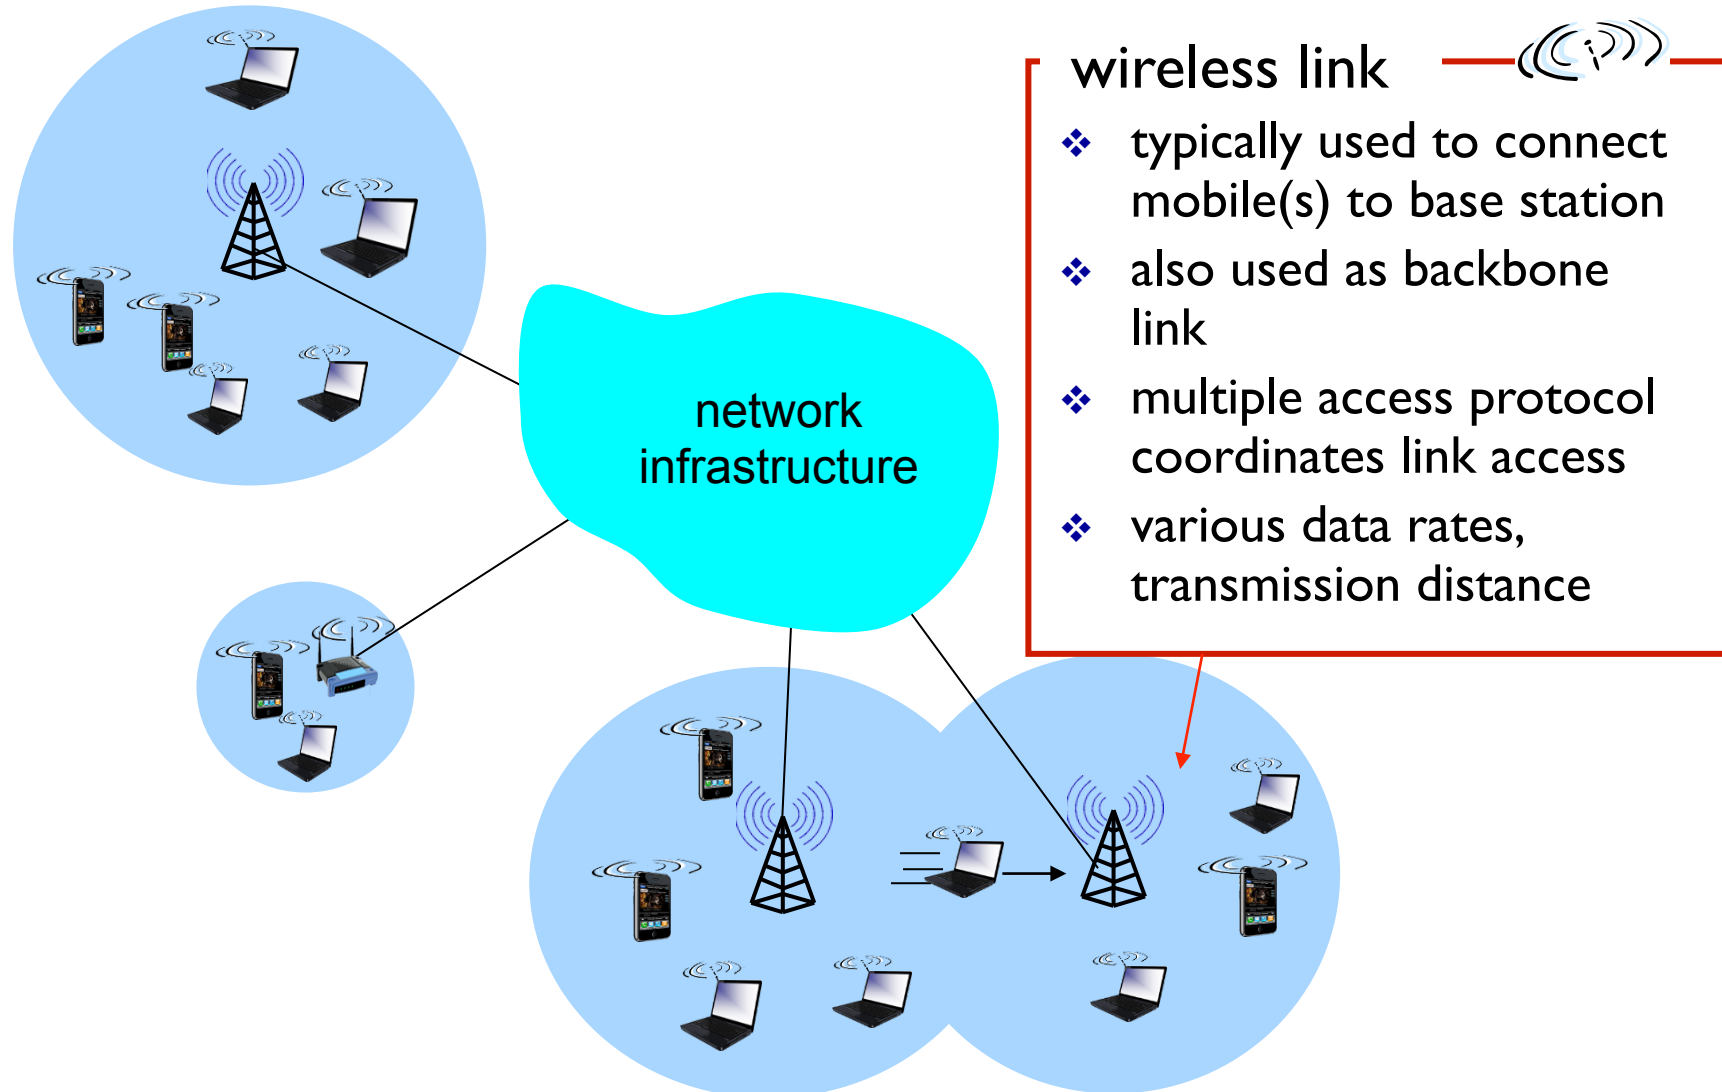 wireless link
❖ typically used to connect
mobile(s) to base station
❖ also used as backbone
link
❖ multiple access protocol
coordinates link access
❖ various data rates,
transmission distance
network
infrastructure